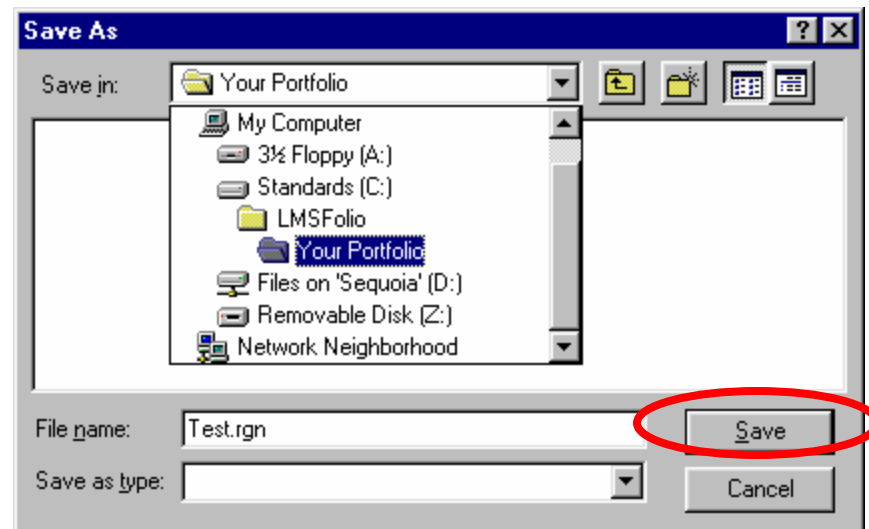 Save As
Save in: Your Portfolio
My Computer
3½ Floppy (A:)
Standards (C:)
LMSFolio
Your Portfolio
Files on 'Sequoia' (D:)
Removable Disk (Z:)
Network Neighborhood
File name: Test.rgn Save
Save as type: Cancel